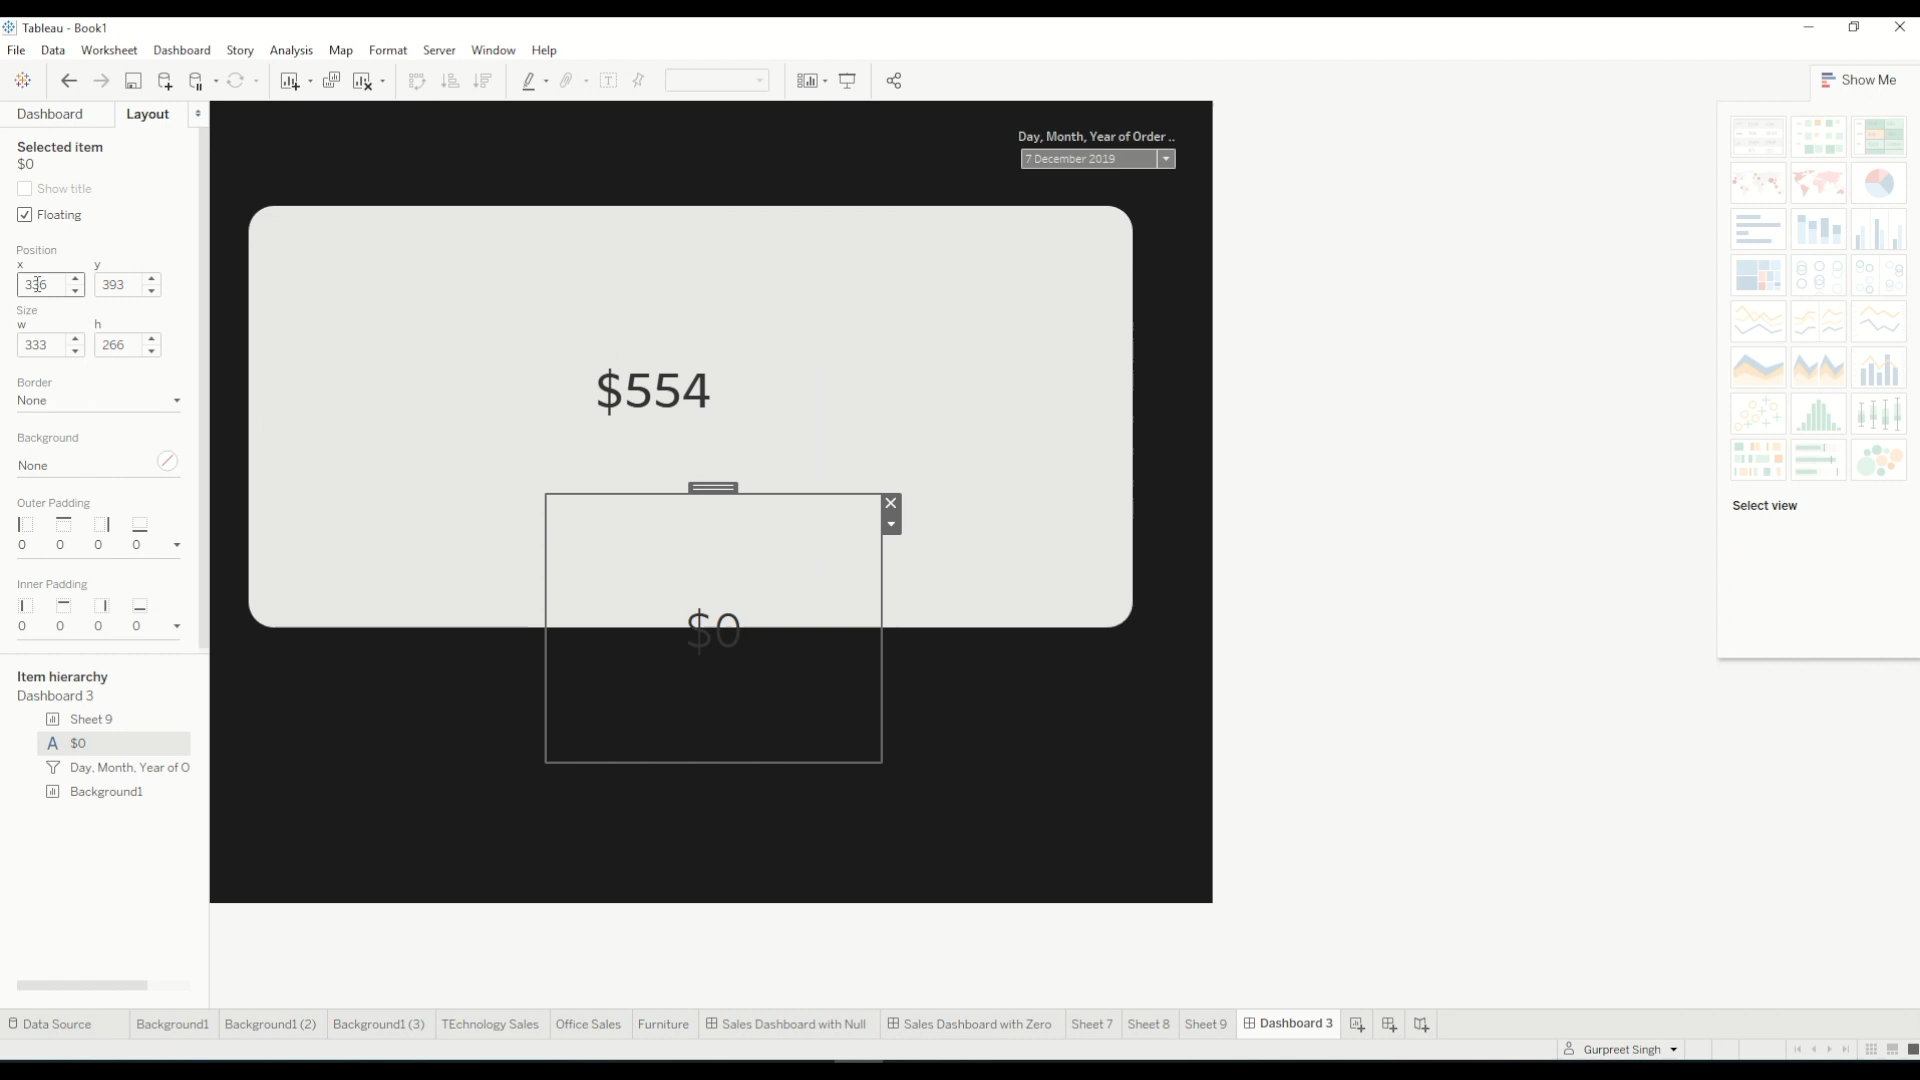 Tableau - Book1
File Data Worksheet Dashboard Story Analysis Map Format Server Window Help
Show Me
Dashboard Layout
Selected item
$0
Show title
Floating
Position
x y
336 393
Size
w h
333 266
Border
None
Background
None
Outer Padding
0 0 0 0
Inner Padding
0 0 0 0
Item hierarchy
Dashboard 3
Sheet 9
A $0
Day, Month, Year of O
Background1
Day, Month, Year of Order ..
7 December 2019
$554
$0
Select view
Data Source Background1 Background1 (2) Background1 (3) TEchnology Sales Office Sales Furniture Sales Dashboard with Null Sales Dashboard with Zero Sheet 7 Sheet 8 Sheet 9 Dashboard 3
Gurpreet Singh